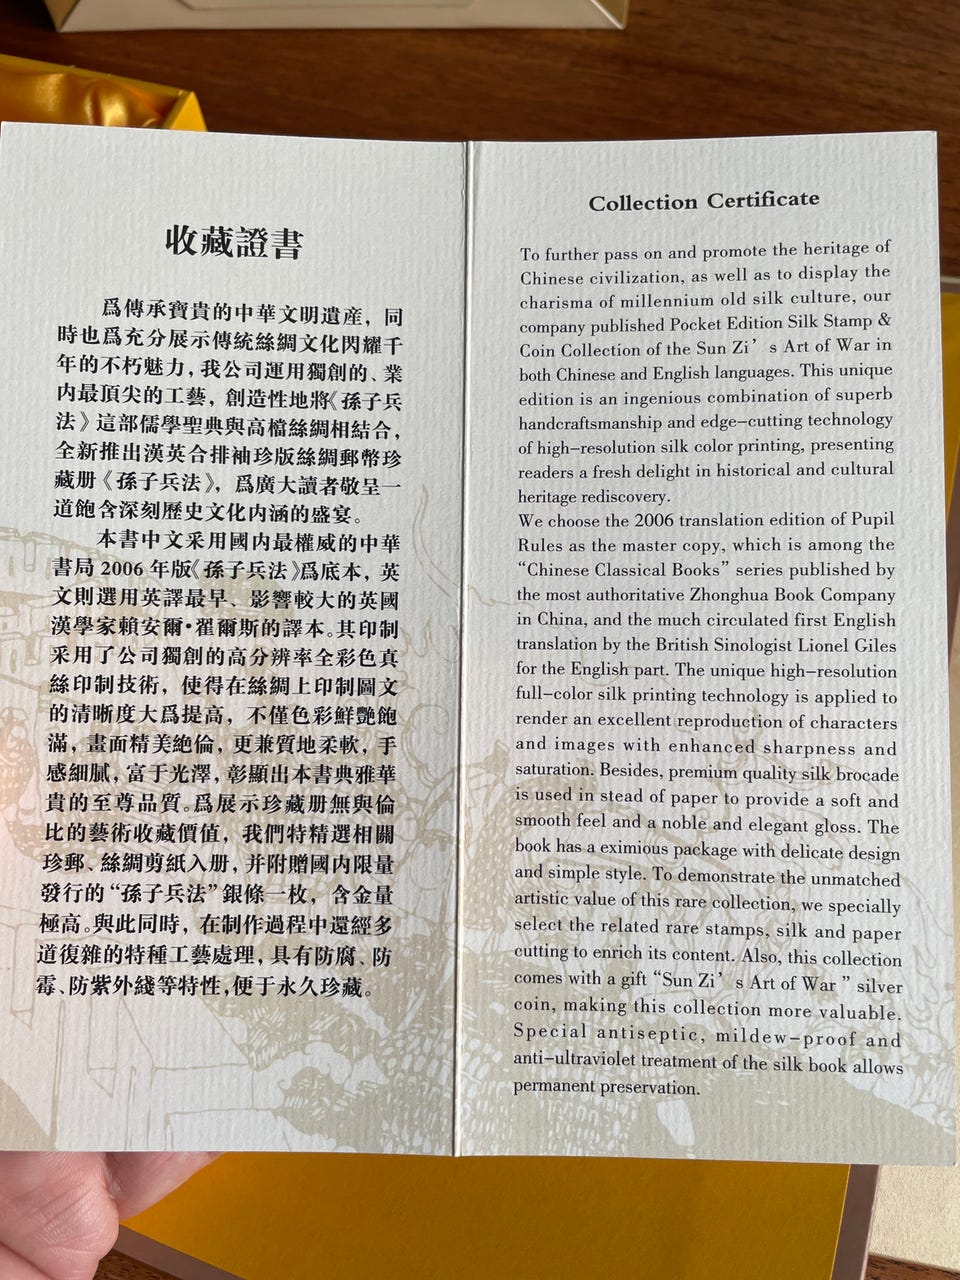 收藏證書
爲傳承寶貴的中華文明遺産，同
時也爲充分展示傳統絲綢文化閃耀千
年的不朽魅力，我公司運用獨創的、業
内最頂尖的工藝，創造性地將《孫子兵
法》這部儒學聖典與高檔絲綢相結合，
全新推出漢英合排袖珍版絲綢郵幣珍
藏册《孫子兵法》，爲廣大讀者敬呈一
道飽含深刻歷史文化内涵的盛宴。
本書中文采用國内最權威的中華
書局 2006 年版《孫子兵法》爲底本，英
文則選用英譯最早、影響較大的英國
漢學家賴安爾·翟爾斯的譯本。其印制
采用了公司獨創的高分辨率全彩色真
絲印制技術，使得在絲綢上印制圖文
的清晰度大爲提高，不僅色彩鮮艷飽
滿，畫面精美絶倫，更兼質地柔軟，手
感細膩，富于光澤，彰顯出本書典雅華
貴的至尊品質。爲展示珍藏册無與倫
比的藝術收藏價值，我們特精選相關
珍郵、絲綢剪紙入册，并附贈國内限量
發行的“孫子兵法”銀條一枚，含金量
極高。與此同時，在制作過程中還經多
道復雜的特種工藝處理，具有防腐、防
霉、防紫外綫等特性，便于永久珍藏。
Collection Certificate
To further pass on and promote the heritage of
Chinese civilization, as well as to display the
charisma of millennium old silk culture, our
company published Pocket Edition Silk Stamp &
Coin Collection of the Sun Zi’ s Art of War in
both Chinese and English languages. This unique
edition is an ingenious combination of superb
handcraftsmanship and edge-cutting technology
of high-resolution silk color printing, presenting
readers a fresh delight in historical and cultural
heritage rediscovery.
We choose the 2006 translation edition of Pupil
Rules as the master copy, which is among the
“Chinese Classical Books” series published by
the most authoritative Zhonghua Book Company
in China, and the much circulated first English
translation by the British Sinologist Lionel Giles
for the English part. The unique high-resolution
full-color silk printing technology is applied to
render an excellent reproduction of characters
and images with enhanced sharpness and
saturation. Besides, premium quality silk brocade
is used in stead of paper to provide a soft and
smooth feel and a noble and elegant gloss. The
book has a eximious package with delicate design
and simple style. To demonstrate the unmatched
artistic value of this rare collection, we specially
select the related rare stamps, silk and paper
cutting to enrich its content. Also, this collection
comes with a gift “Sun Zi’ s Art of War ” silver
coin, making this collection more valuable.
Special antiseptic, mildew-proof and
anti-ultraviolet treatment of the silk book allows
permanent preservation.